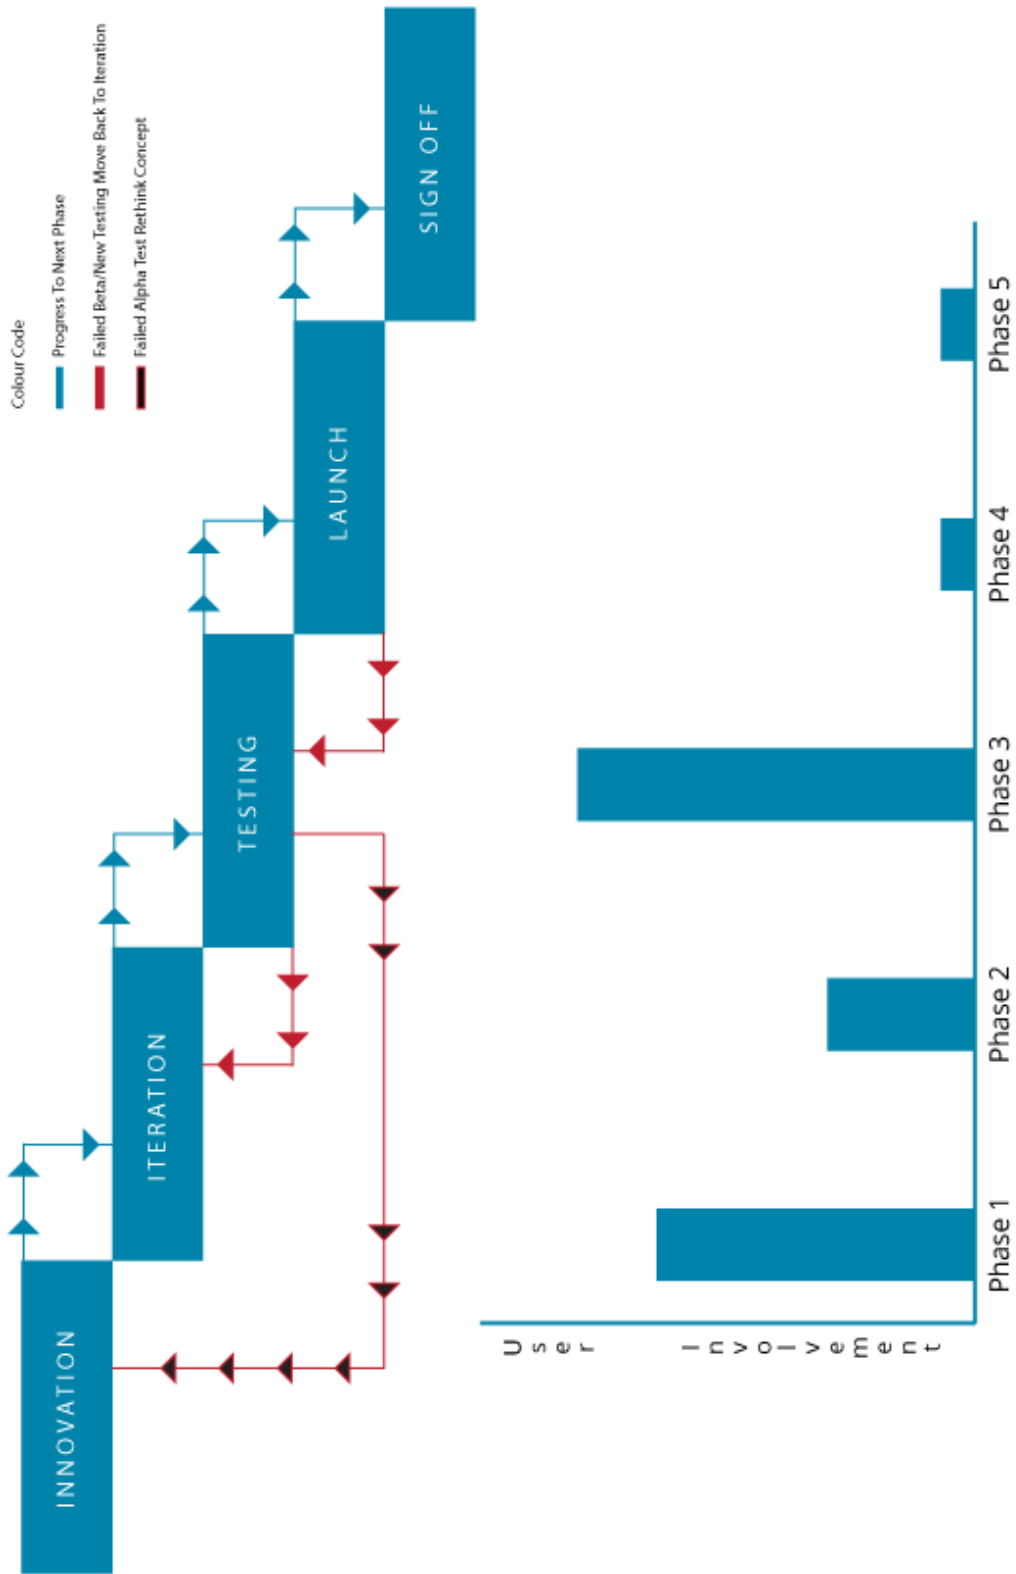 Colour Code
Progress To Next Phase
Failed Beta/New Testing Move Back To Iteration
Failed Alpha Test Rethink Concept
INNOVATION
ITERATION
TESTING
LAUNCH
SIGN OFF
User Involvement
Phase 1
Phase 2
Phase 3
Phase 4
Phase 5